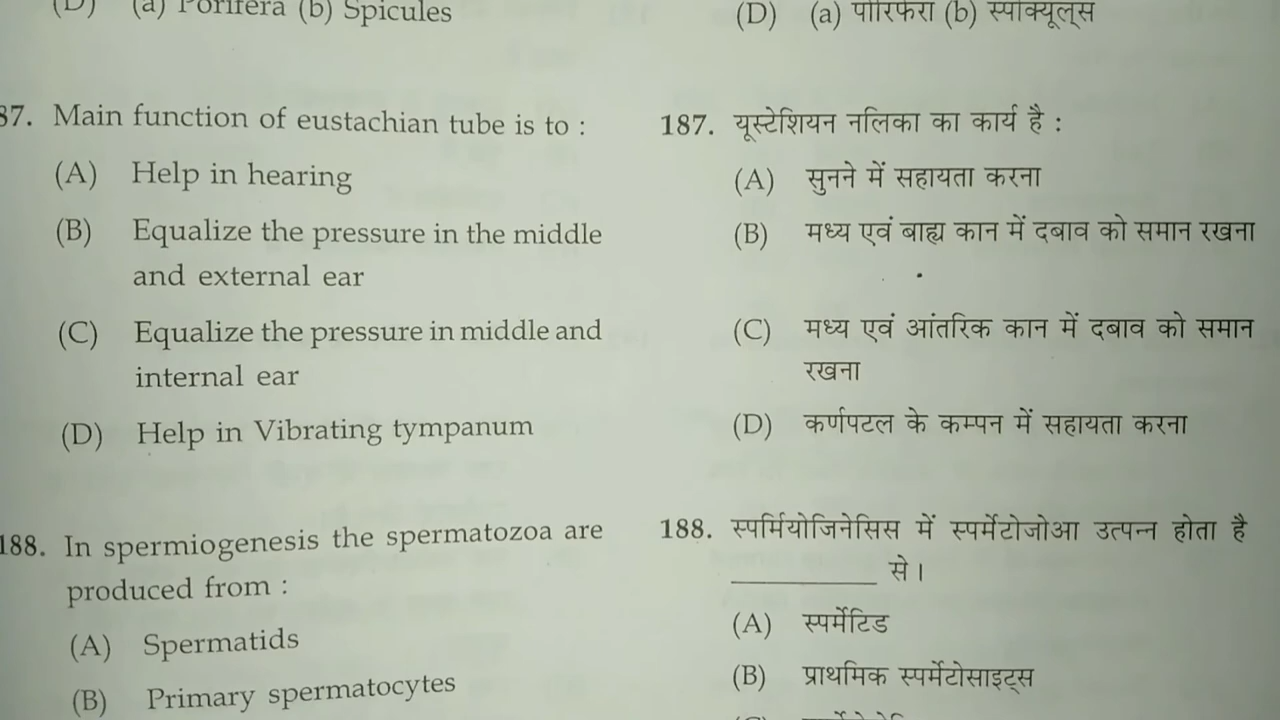 (D) (a) Porifera (b) Spicules
87. Main function of eustachian tube is to :
(A) Help in hearing
(B) Equalize the pressure in the middle
and external ear
(C) Equalize the pressure in middle and
internal ear
(D) Help in Vibrating tympanum
188. In spermiogenesis the spermatozoa are
produced from :
(A) Spermatids
(B) Primary spermatocytes
(D) (a) पोरिफेरा (b) स्पीक्यूल्स
187. यूस्टेशियन नलिका का कार्य है :
(A) सुनने में सहायता करना
(B) मध्य एवं बाह्य कान में दबाव को समान रखना
(C) मध्य एवं आंतरिक कान में दबाव को समान
रखना
(D) कर्णपटल के कम्पन में सहायता करना
188. स्पर्मियोजिनेसिस में स्पर्मेटोजोआ उत्पन्न होता है
__________ से ।
(A) स्पर्मेटिड
(B) प्राथमिक स्पर्मेटोसाइट्स